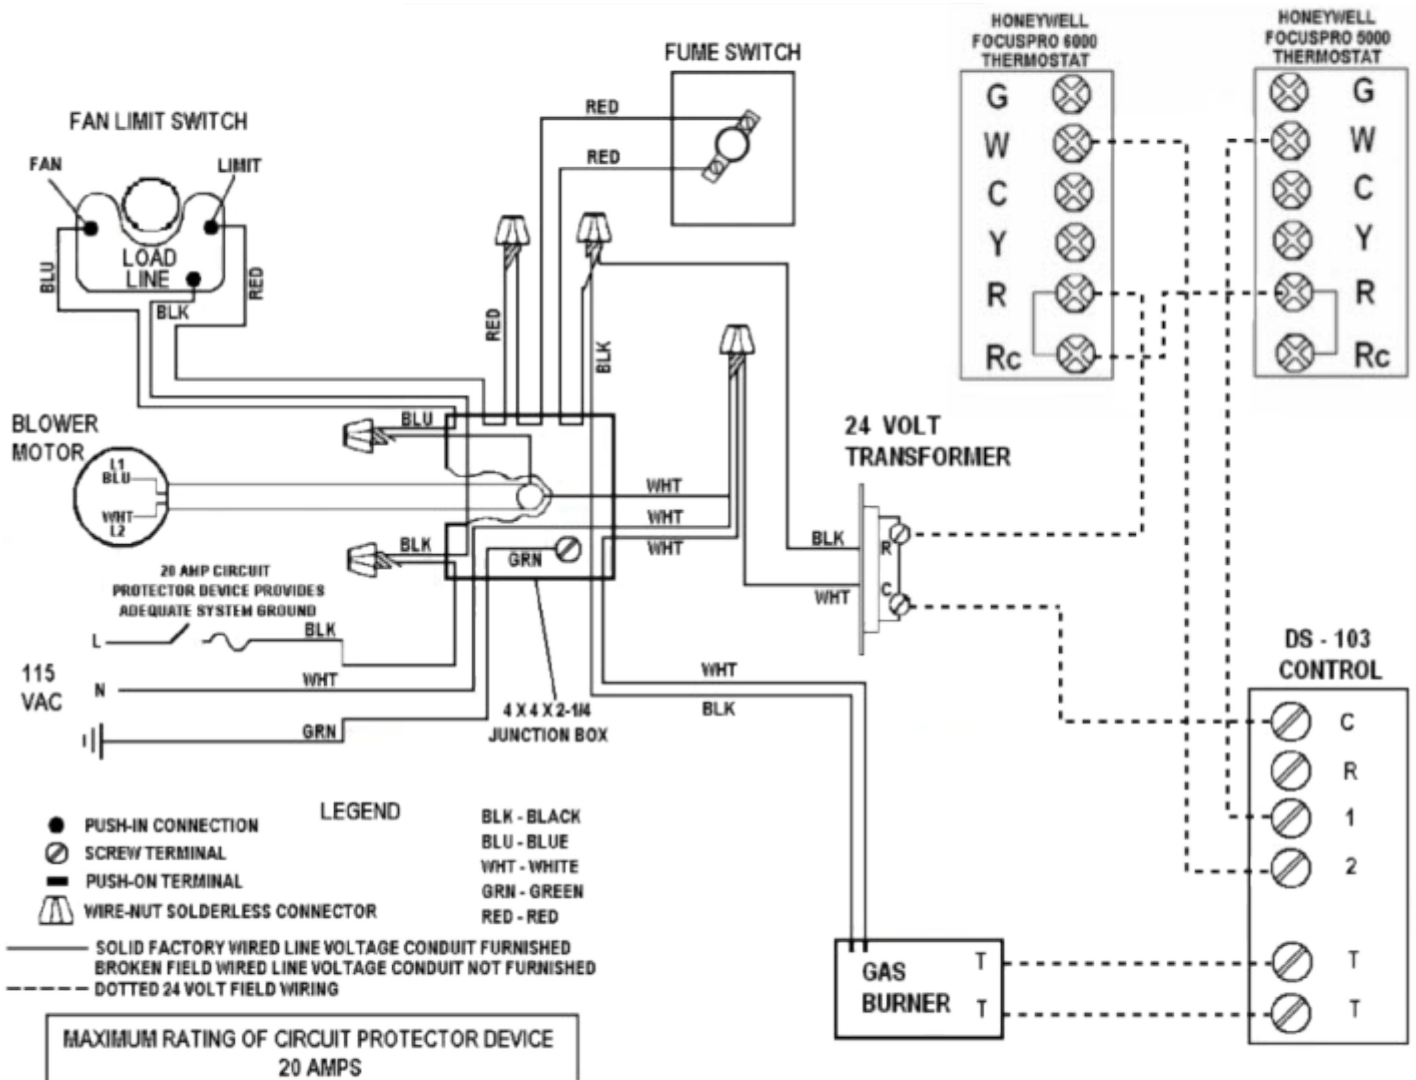 HONEYWELL
FOCUSPRO 6000
THERMOSTAT
G
W
C
Y
R
Rc
HONEYWELL
FOCUSPRO 5000
THERMOSTAT
G
W
C
Y
R
Rc
FUME SWITCH
RED
RED
FAN LIMIT SWITCH
FAN
LIMIT
LOAD
LINE
BLU
BLK
RED
RED
BLK
BLOWER
MOTOR
L1
BLU
WHT
L2
BLU
BLK
GRN
WHT
WHT
WHT
24 VOLT
TRANSFORMER
BLK
R
C
WHT
20 AMP CIRCUIT
PROTECTOR DEVICE PROVIDES
ADEQUATE SYSTEM GROUND
L
BLK
115
VAC
N
WHT
GRN
4 X 4 X 2-1/4
JUNCTION BOX
WHT
BLK
DS - 103
CONTROL
C
R
1
2
T
T
GAS
BURNER
T
T
LEGEND
PUSH-IN CONNECTION
SCREW TERMINAL
PUSH-ON TERMINAL
WIRE-NUT SOLDERLESS CONNECTOR
BLK - BLACK
BLU - BLUE
WHT - WHITE
GRN - GREEN
RED - RED
SOLID FACTORY WIRED LINE VOLTAGE CONDUIT FURNISHED
BROKEN FIELD WIRED LINE VOLTAGE CONDUIT NOT FURNISHED
DOTTED 24 VOLT FIELD WIRING
MAXIMUM RATING OF CIRCUIT PROTECTOR DEVICE
20 AMPS